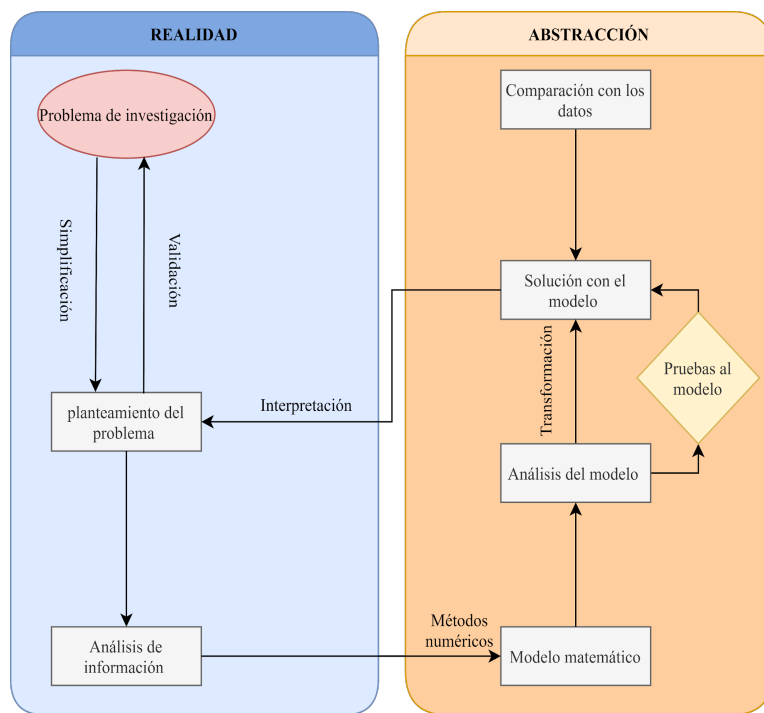 REALIDAD
Problema de investigación
Simplificación
Validación
planteamiento del
problema
Análisis de
información
Interpretación
Métodos
numéricos
ABSTRACCIÓN
Comparación con los
datos
Solución con el
modelo
Transformación
Pruebas al
modelo
Análisis del modelo
Modelo matemático